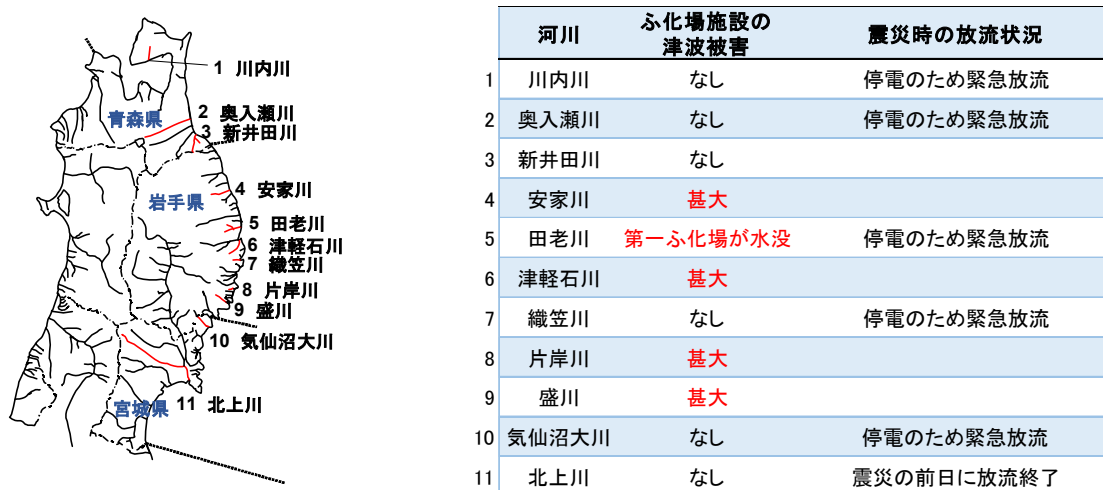 1 川内川
青森県
2 奥入瀬川
3 新井田川
岩手県
4 安家川
5 田老川
6 津軽石川
7 織笠川
8 片岸川
9 盛川
10 気仙沼大川
宮城県
11 北上川
河川 ふ化場施設の津波被害 震災時の放流状況
1 川内川 なし 停電のため緊急放流
2 奥入瀬川 なし 停電のため緊急放流
3 新井田川 なし
4 安家川 甚大
5 田老川 第一ふ化場が水没 停電のため緊急放流
6 津軽石川 甚大
7 織笠川 なし 停電のため緊急放流
8 片岸川 甚大
9 盛川 甚大
10 気仙沼大川 なし 停電のため緊急放流
11 北上川 なし 震災の前日に放流終了